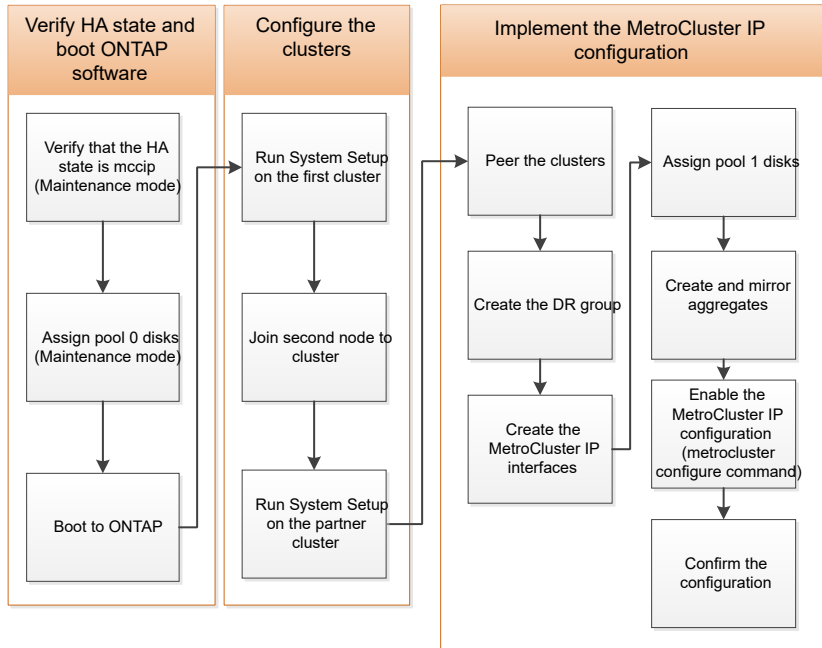 Verify HA state and
boot ONTAP
software
Verify that the HA
state is mccip
(Maintenance mode)
Assign pool 0 disks
(Maintenance mode)
Boot to ONTAP
Configure the
clusters
Run System Setup
on the first cluster
Join second node to
cluster
Run System Setup
on the partner
cluster
Implement the MetroCluster IP
configuration
Peer the clusters
Create the DR group
Create the
MetroCluster IP
interfaces
Assign pool 1 disks
Create and mirror
aggregates
Enable the
MetroCluster IP
configuration
(metrocluster
configure command)
Confirm the
configuration